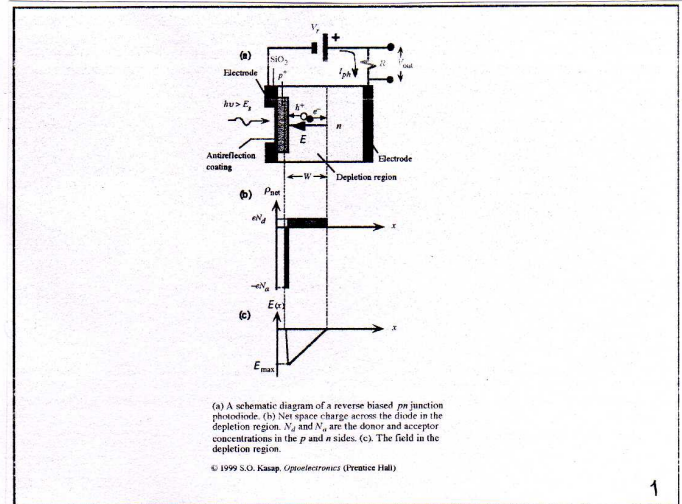 (a)
V_r +
SiO₂
Electrode
p⁺
I_ph
R
V_out
hυ > E_g
h⁺
e⁻
E
n
Antireflection
coating
Electrode
W
Depletion region
(b)
ρ_net
eN_d
x
−eN_a
(c)
E(x)
x
E_max
(a) A schematic diagram of a reverse biased pn junction
photodiode. (b) Net space charge across the diode in the
depletion region. N_d and N_a are the donor and acceptor
concentrations in the p and n sides. (c). The field in the
depletion region.
© 1999 S.O. Kasap, Optoelectronics (Prentice Hall)
1